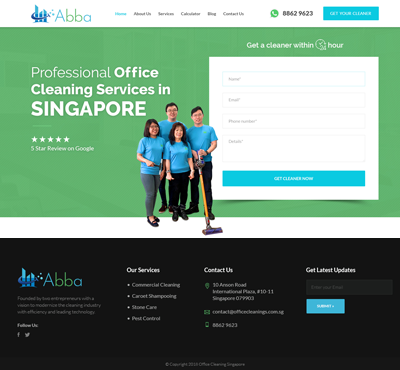 Abba
Home
About Us
Services
Calculator
Blog
Contact Us
8862 9623
GET YOUR CLEANER
Get a cleaner within hour
Professional Office
Cleaning Services in
SINGAPORE
5 Star Review on Google
Name*
Email*
Phone number*
Details*
GET CLEANER NOW
Abba
Founded by two entrepreneurs with a
vision to modernize the cleaning industry
with efficiency and leading technology.
Follow Us:
Our Services
Commercial Cleaning
Carpet Shampooing
Stone Care
Pest Control
Contact Us
10 Anson Road
International Plaza, #10-11
Singapore 079903
contact@officecleanings.com.sg
8862 9623
Get Latest Updates
Enter your Email
SUBMIT >
© Copyright 2020 Office Cleaning Singapore